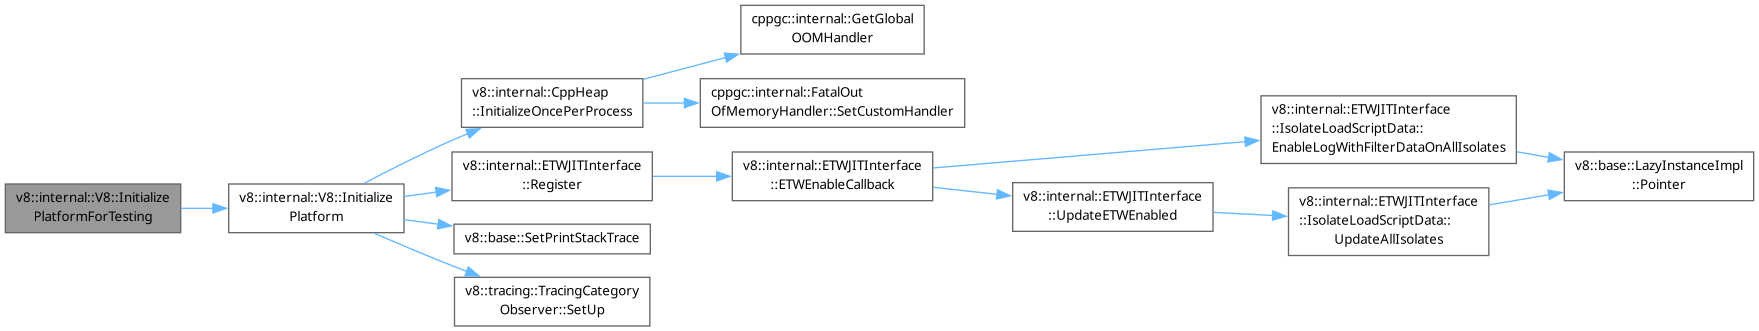 v8::internal::V8::Initialize
PlatformForTesting
v8::internal::V8::Initialize
Platform
v8::internal::CppHeap
::InitializeOncePerProcess
cppgc::internal::GetGlobal
OOMHandler
cppgc::internal::FatalOut
OfMemoryHandler::SetCustomHandler
v8::internal::ETWJITInterface
::Register
v8::internal::ETWJITInterface
::ETWEnableCallback
v8::internal::ETWJITInterface
::IsolateLoadScriptData::
EnableLogWithFilterDataOnAllIsolates
v8::base::LazyInstanceImpl
::Pointer
v8::internal::ETWJITInterface
::UpdateETWEnabled
v8::internal::ETWJITInterface
::IsolateLoadScriptData::
UpdateAllIsolates
v8::base::SetPrintStackTrace
v8::tracing::TracingCategory
Observer::SetUp